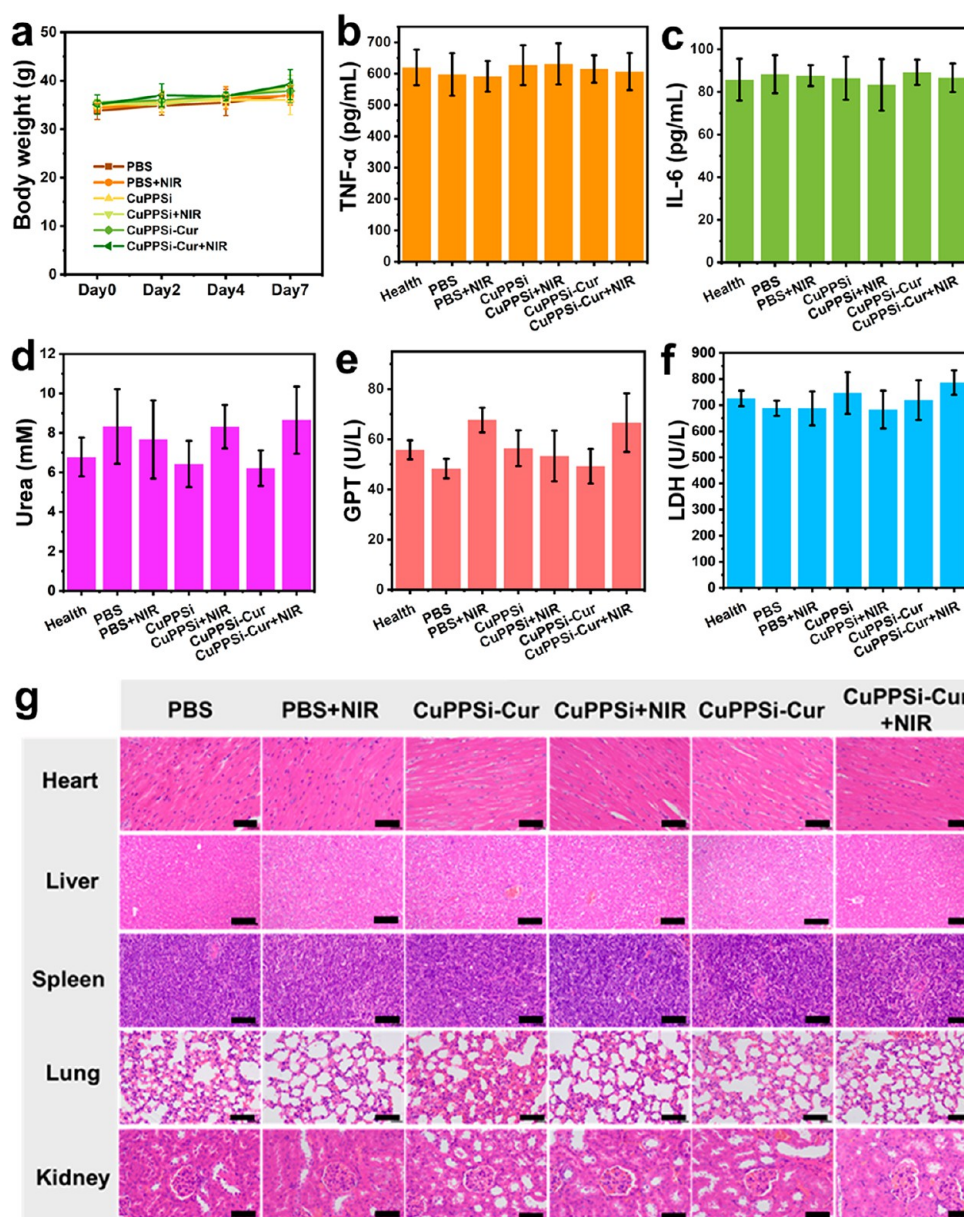 a
Body weight (g)
50
40
30
20
10
0
PBS
PBS+NIR
CuPPSi
CuPPSi+NIR
CuPPSi-Cur
CuPPSi-Cur+NIR
Day0 Day2 Day4 Day7
b
TNF-α (pg/mL)
700
600
500
400
300
200
100
0
Health PBS PBS+NIR CuPPSi CuPPSi+NIR CuPPSi-Cur CuPPSi-Cur+NIR
c
IL-6 (pg/mL)
100
80
60
40
20
0
Health PBS PBS+NIR CuPPSi CuPPSi+NIR CuPPSi-Cur CuPPSi-Cur+NIR
d
Urea (mM)
12
10
8
6
4
2
0
Health PBS PBS+NIR CuPPSi CuPPSi+NIR CuPPSi-Cur CuPPSi-Cur+NIR
e
GPT (U/L)
80
60
40
20
0
Health PBS PBS+NIR CuPPSi CuPPSi+NIR CuPPSi-Cur CuPPSi-Cur+NIR
f
LDH (U/L)
900
800
700
600
500
400
300
200
100
0
Health PBS PBS+NIR CuPPSi CuPPSi+NIR CuPPSi-Cur CuPPSi-Cur+NIR
g
PBS PBS+NIR CuPPSi-Cur CuPPSi+NIR CuPPSi-Cur CuPPSi-Cur
+NIR
Heart
Liver
Spleen
Lung
Kidney